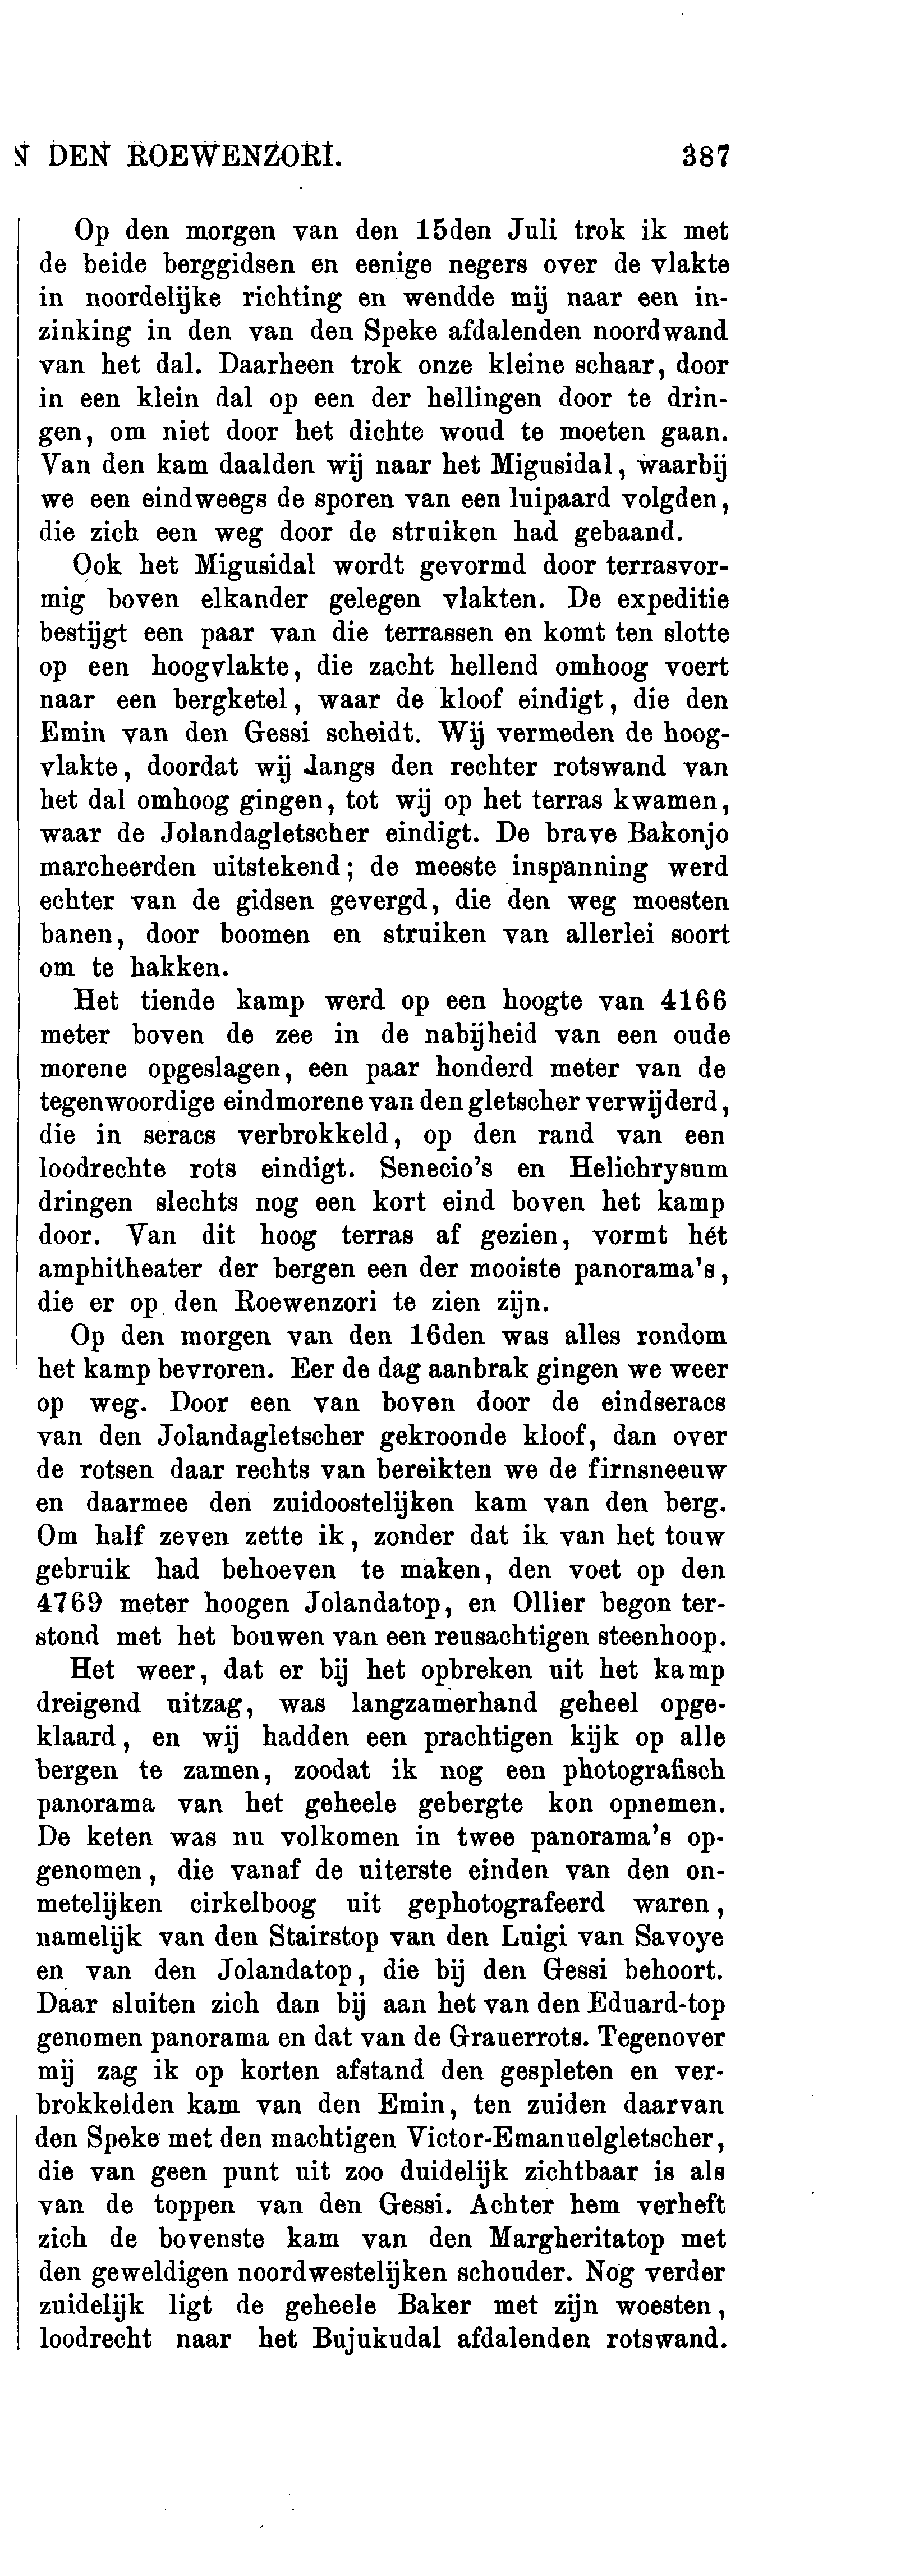 N DEN ROEWENZORI. 387
Op den morgen van den 15den Juli trok ik met
de beide berggidsen en eenige negers over de vlakte
in noordelijke richting en wendde mij naar een in-
zinking in den van den Speke afdalenden noordwand
van het dal. Daarheen trok onze kleine schaar, door
in een klein dal op een der hellingen door te drin-
gen, om niet door het dichte woud te moeten gaan.
Van den kam daalden wij naar het Migusidal, waarbij
we een eindweegs de sporen van een luipaard volgden,
die zich een weg door de struiken had gebaand.
Ook het Migusidal wordt gevormd door terrasvor-
mig boven elkander gelegen vlakten. De expeditie
bestijgt een paar van die terrassen en komt ten slotte
op een hoogvlakte, die zacht hellend omhoog voert
naar een bergketel, waar de kloof eindigt, die den
Emin van den Gessi scheidt. Wij vermeden de hoog-
vlakte, doordat wij langs den rechter rotswand van
het dal omhoog gingen, tot wij op het terras kwamen,
waar de Jolandagletscher eindigt. De brave Bakonjo
marcheerden uitstekend; de meeste inspanning werd
echter van de gidsen gevergd, die den weg moesten
banen, door boomen en struiken van allerlei soort
om te hakken.
Het tiende kamp werd op een hoogte van 4166
meter boven de zee in de nabijheid van een oude
morene opgeslagen, een paar honderd meter van de
tegenwoordige eindmorene van den gletscher verwijderd,
die in seracs verbrokkeld, op den rand van een
loodrechte rots eindigt. Senecio's en Helichrysum
dringen slechts nog een kort eind boven het kamp
door. Van dit hoog terras af gezien, vormt hét
amphitheater der bergen een der mooiste panorama's,
die er op den Roewenzori te zien zijn.
Op den morgen van den 16den was alles rondom
het kamp bevroren. Eer de dag aanbrak gingen we weer
op weg. Door een van boven door de eindseracs
van den Jolandagletscher gekroonde kloof, dan over
de rotsen daar rechts van bereikten we de firnsneeuw
en daarmee den zuidoostelijken kam van den berg.
Om half zeven zette ik, zonder dat ik van het touw
gebruik had behoeven te maken, den voet op den
4769 meter hoogen Jolandatop, en Ollier begon ter-
stond met het bouwen van een reusachtigen steenhoop.
Het weer, dat er bij het opbreken uit het kamp
dreigend uitzag, was langzamerhand geheel opge-
klaard, en wij hadden een prachtigen kijk op alle
bergen te zamen, zoodat ik nog een photografisch
panorama van het geheele gebergte kon opnemen.
De keten was nu volkomen in twee panorama's op-
genomen, die vanaf de uiterste einden van den on-
metelijken cirkelboog uit gephotografeerd waren,
namelijk van den Stairstop van den Luigi van Savoye
en van den Jolandatop, die bij den Gessi behoort.
Daar sluiten zich dan bij aan het van den Eduard-top
genomen panorama en dat van de Grauerrots. Tegenover
mij zag ik op korten afstand den gespleten en ver-
brokkelden kam van den Emin, ten zuiden daarvan
den Speke met den machtigen Victor-Emanuelgletscher,
die van geen punt uit zoo duidelijk zichtbaar is als
van de toppen van den Gessi. Achter hem verheft
zich de bovenste kam van den Margheritatop met
den geweldigen noordwestelijken schouder. Nog verder
zuidelijk ligt de geheele Baker met zijn woesten,
loodrecht naar het Bujukudal afdalenden rotswand.